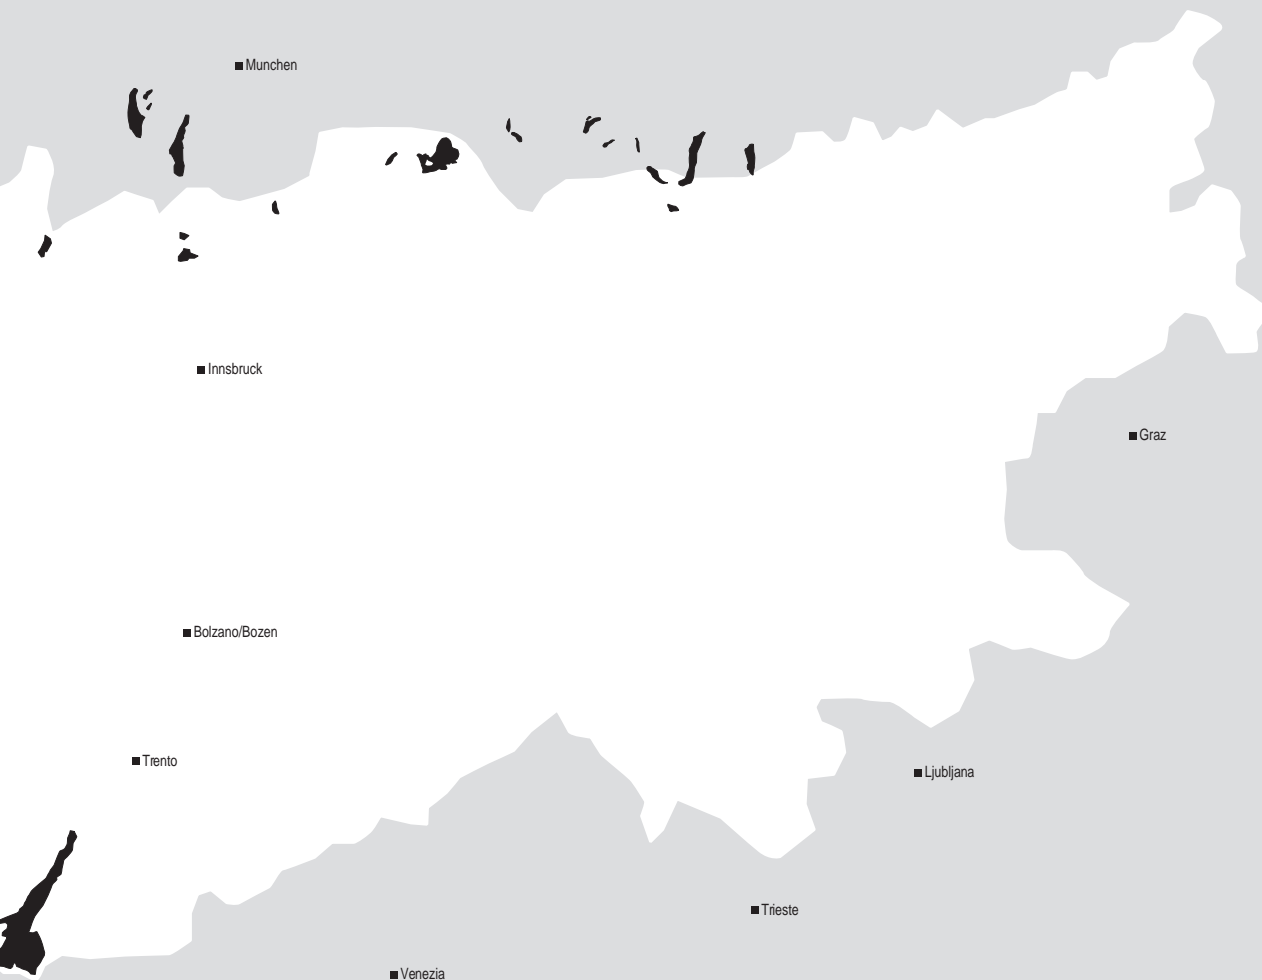 Munchen
Innsbruck
Graz
Bolzano/Bozen
Trento
Ljubljana
Trieste
Venezia